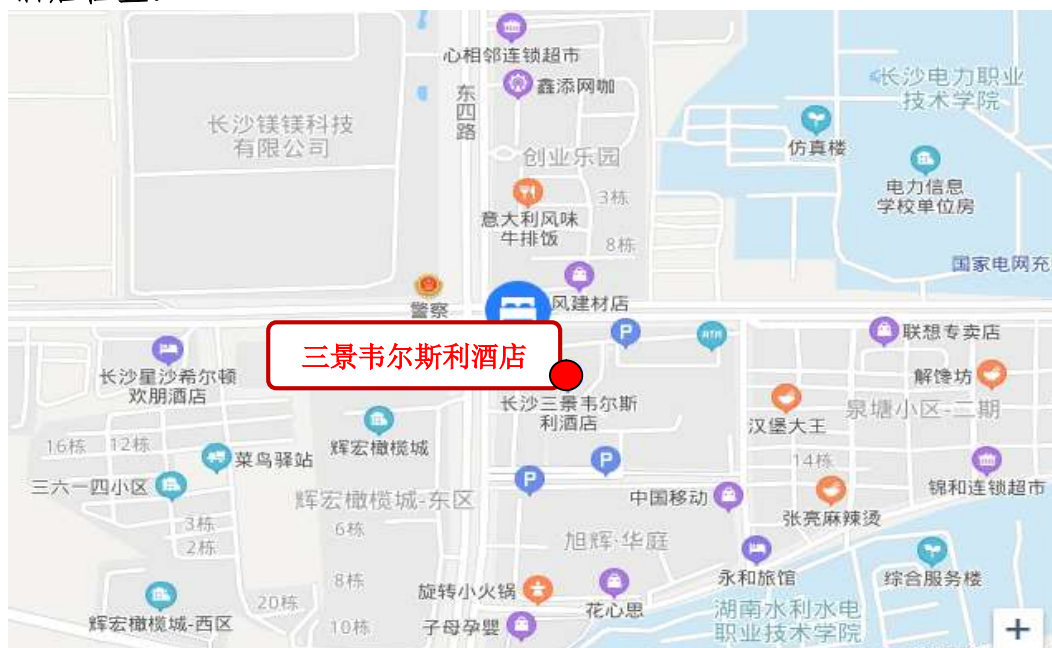 心相邻连锁超市
鑫添网咖
东四路
长沙镁镁科技
有限公司
长沙电力职业
技术学院
仿真楼
创业乐园
3栋
电力信息
学校单位房
意大利风味
牛排饭
8栋
国家电网充
风建材店
警察
P
ATM
联想专卖店
三景韦尔斯利酒店
长沙星沙希尔顿
欢朋酒店
解馋坊
长沙三景韦尔斯
利酒店
汉堡大王
泉塘小区-二期
16栋
12栋
辉宏橄榄城
菜鸟驿站
14栋
P
P
三六一四小区
辉宏橄榄城-东区
中国移动
锦和连锁超市
张亮麻辣烫
3栋
2栋
6栋
旭辉·华庭
永和旅馆
综合服务楼
8栋
旋转小火锅
花心思
20栋
10栋
辉宏橄榄城-西区
子母孕婴
湖南水利水电
职业技术学院
+